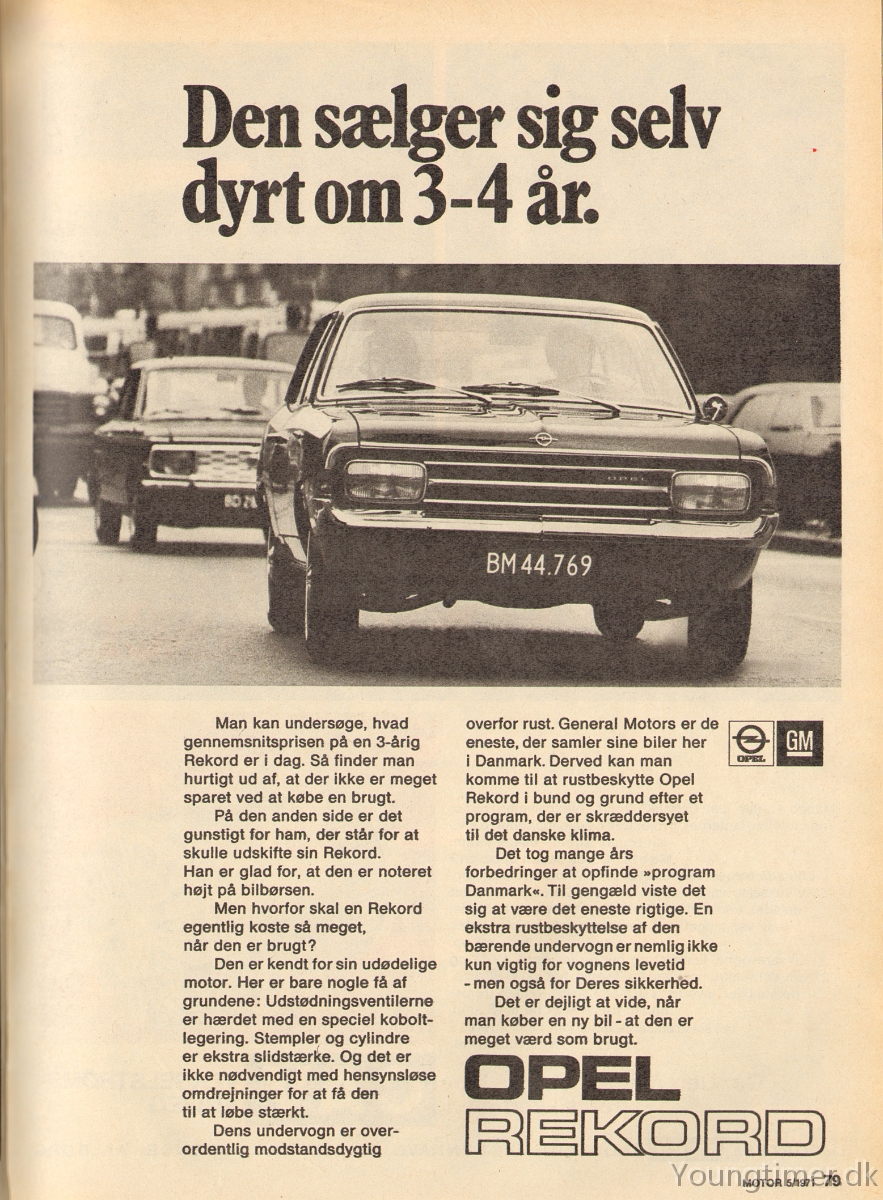 Den sælger sig selv
dyrt om 3-4 år.
OPEL
BM 44.769
Man kan undersøge, hvad
gennemsnitsprisen på en 3-årig
Rekord er i dag. Så finder man
hurtigt ud af, at der ikke er meget
sparet ved at købe en brugt.
På den anden side er det
gunstigt for ham, der står for at
skulle udskifte sin Rekord.
Han er glad for, at den er noteret
højt på bilbørsen.
Men hvorfor skal en Rekord
egentlig koste så meget,
når den er brugt?
Den er kendt for sin udødelige
motor. Her er bare nogle få af
grundene: Udstødningsventilerne
er hærdet med en speciel kobolt-
legering. Stempler og cylindre
er ekstra slidstærke. Og det er
ikke nødvendigt med hensynsløse
omdrejninger for at få den
til at løbe stærkt.
Dens undervogn er over-
ordentlig modstandsdygtig
overfor rust. General Motors er de
eneste, der samler sine biler her
i Danmark. Derved kan man
komme til at rustbeskytte Opel
Rekord i bund og grund efter et
program, der er skræddersyet
til det danske klima.
Det tog mange års
forbedringer at opfinde »program
Danmark«. Til gengæld viste det
sig at være det eneste rigtige. En
ekstra rustbeskyttelse af den
bærende undervogn er nemlig ikke
kun vigtig for vognens levetid
- men også for Deres sikkerhed.
Det er dejligt at vide, når
man køber en ny bil - at den er
meget værd som brugt.
OPEL
GM
OPEL
REKORD
MOTOR 5/1971 79
Youngtimer.dk